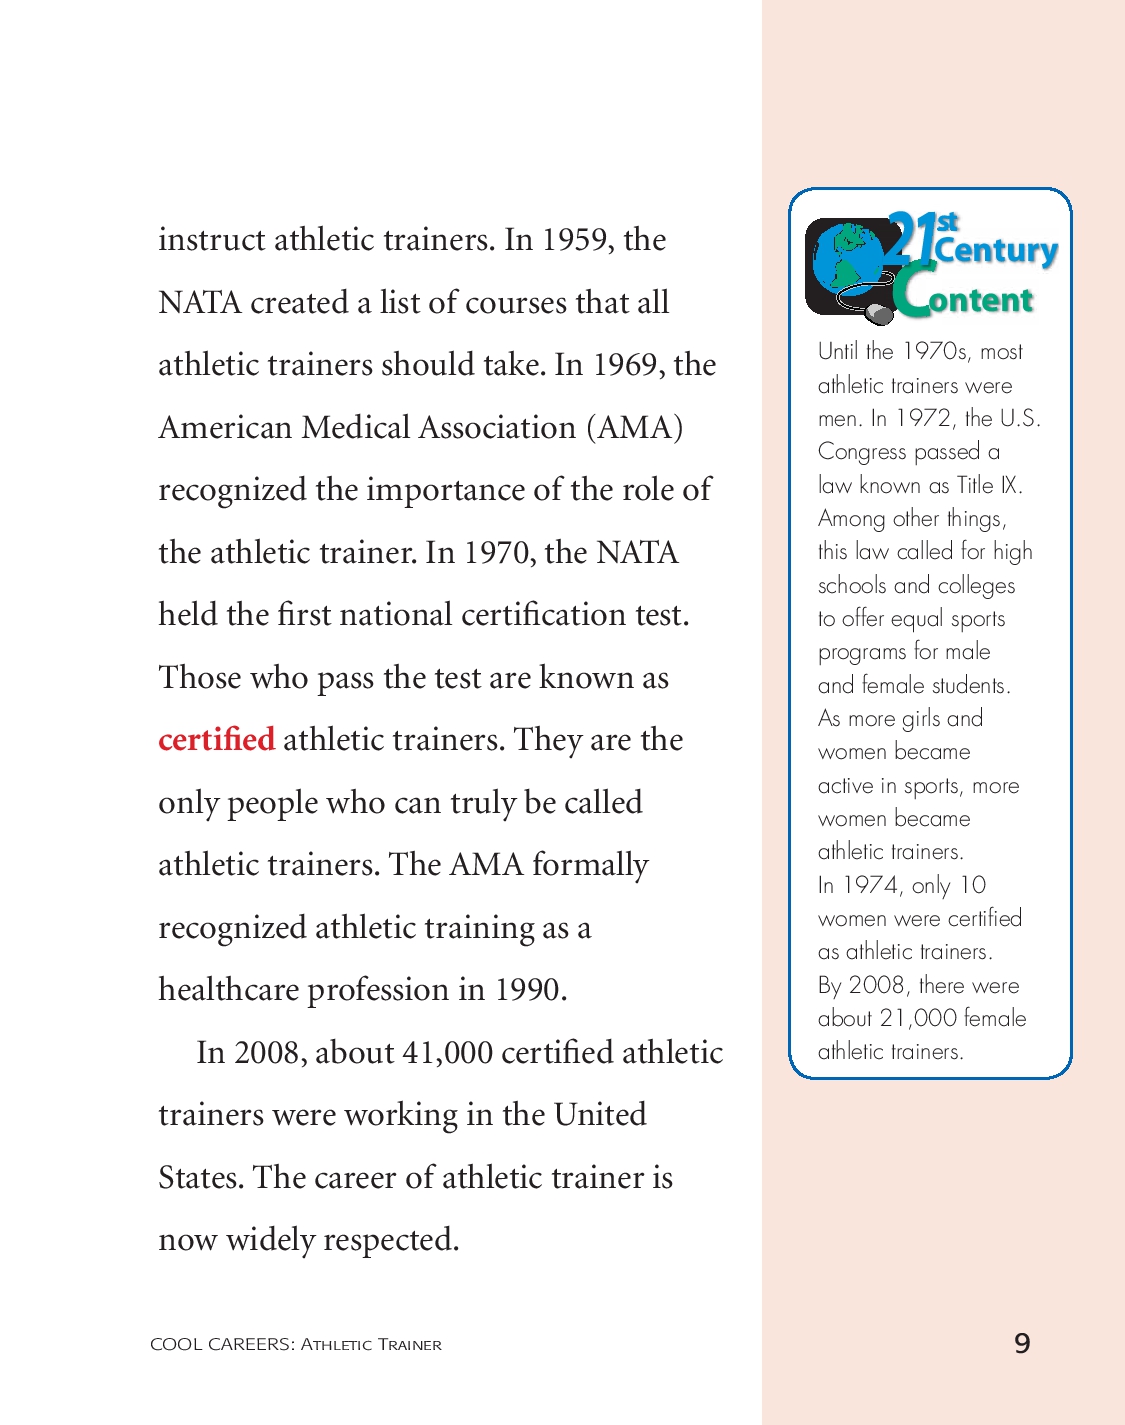 instruct athletic trainers. In 1959, the
NATA created a list of courses that all
athletic trainers should take. In 1969, the
American Medical Association (AMA)
recognized the importance of the role of
the athletic trainer. In 1970, the NATA
held the first national certification test.
Those who pass the test are known as
certified athletic trainers. They are the
only people who can truly be called
athletic trainers. The AMA formally
recognized athletic training as a
healthcare profession in 1990.
In 2008, about 41,000 certified athletic
trainers were working in the United
States. The career of athletic trainer is
now widely respected.
21st
Century
Content
Until the 1970s, most
athletic trainers were
men. In 1972, the U.S.
Congress passed a
law known as Title IX.
Among other things,
this law called for high
schools and colleges
to offer equal sports
programs for male
and female students.
As more girls and
women became
active in sports, more
women became
athletic trainers.
In 1974, only 10
women were certified
as athletic trainers.
By 2008, there were
about 21,000 female
athletic trainers.
COOL CAREERS: ATHLETIC TRAINER
9